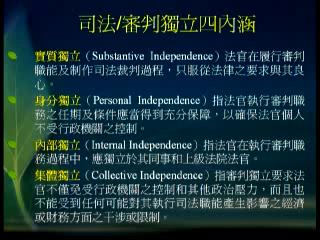 司法/審判獨立四內涵
實質獨立（Substantive Independence）法官在履行審判
職能及制作司法裁判過程，只服從法律之要求與其良
心。
身分獨立（Personal Independence）指法官執行審判職
務之任期及條件應當得到充分保障，以確保法官個人
不受行政機關之控制。
內部獨立（Internal Independence）指法官在執行審判職
務過程中，應獨立於其同事和上級法院法官。
集體獨立（Collective Independence）指審判獨立要求法
官不僅免受行政機關之控制和其他政治壓力，而且也
不能受到任何可能對其執行司法職能產生影響之經濟
或財務方面之干涉或限制。